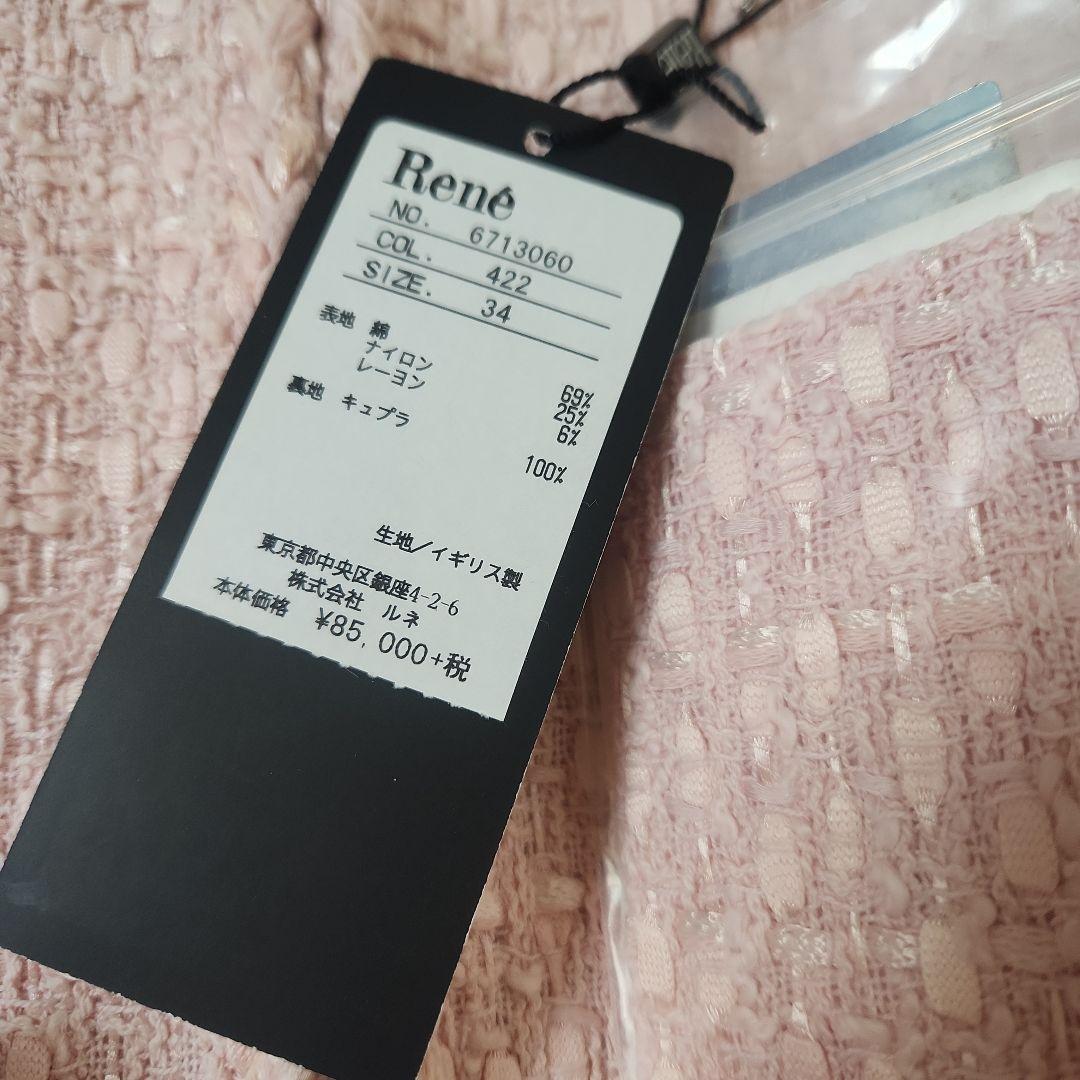 René
NO. 6713060
COL. 422
SIZE. 34
表地 綿 69%
ナイロン 25%
レーヨン 6%
裏地 キュプラ 100%
生地/イギリス製
東京都中央区銀座4-2-6
株式会社 ルネ
本体価格 ¥85,000+税